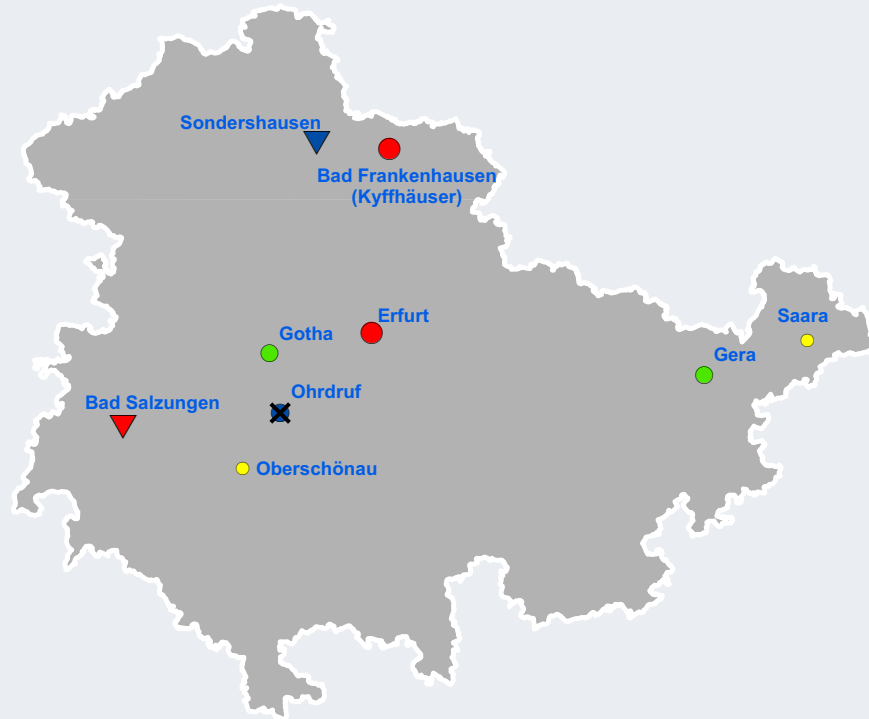 Sondershausen
Bad Frankenhausen
(Kyffhäuser)
Erfurt
Saara
Gotha
Gera
Ohrdruf
Bad Salzungen
Oberschönau